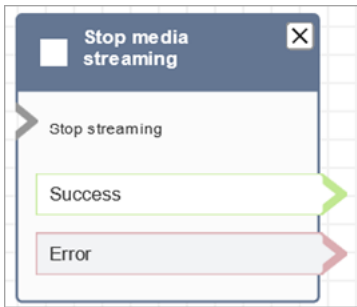 Stop media
streaming
Stop streaming
Success
Error